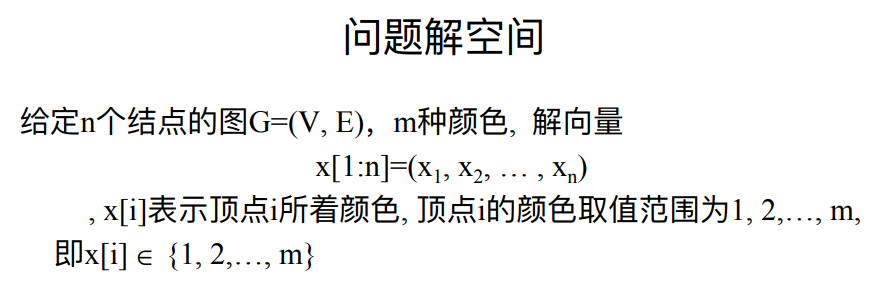 问题解空间
给定n个结点的图G=(V, E)，m种颜色, 解向量
x[1:n]=(x₁, x₂, … , xₙ)
, x[i]表示顶点i所着颜色, 顶点i的颜色取值范围为1, 2,…, m,
即x[i] ∈ {1, 2,…, m}